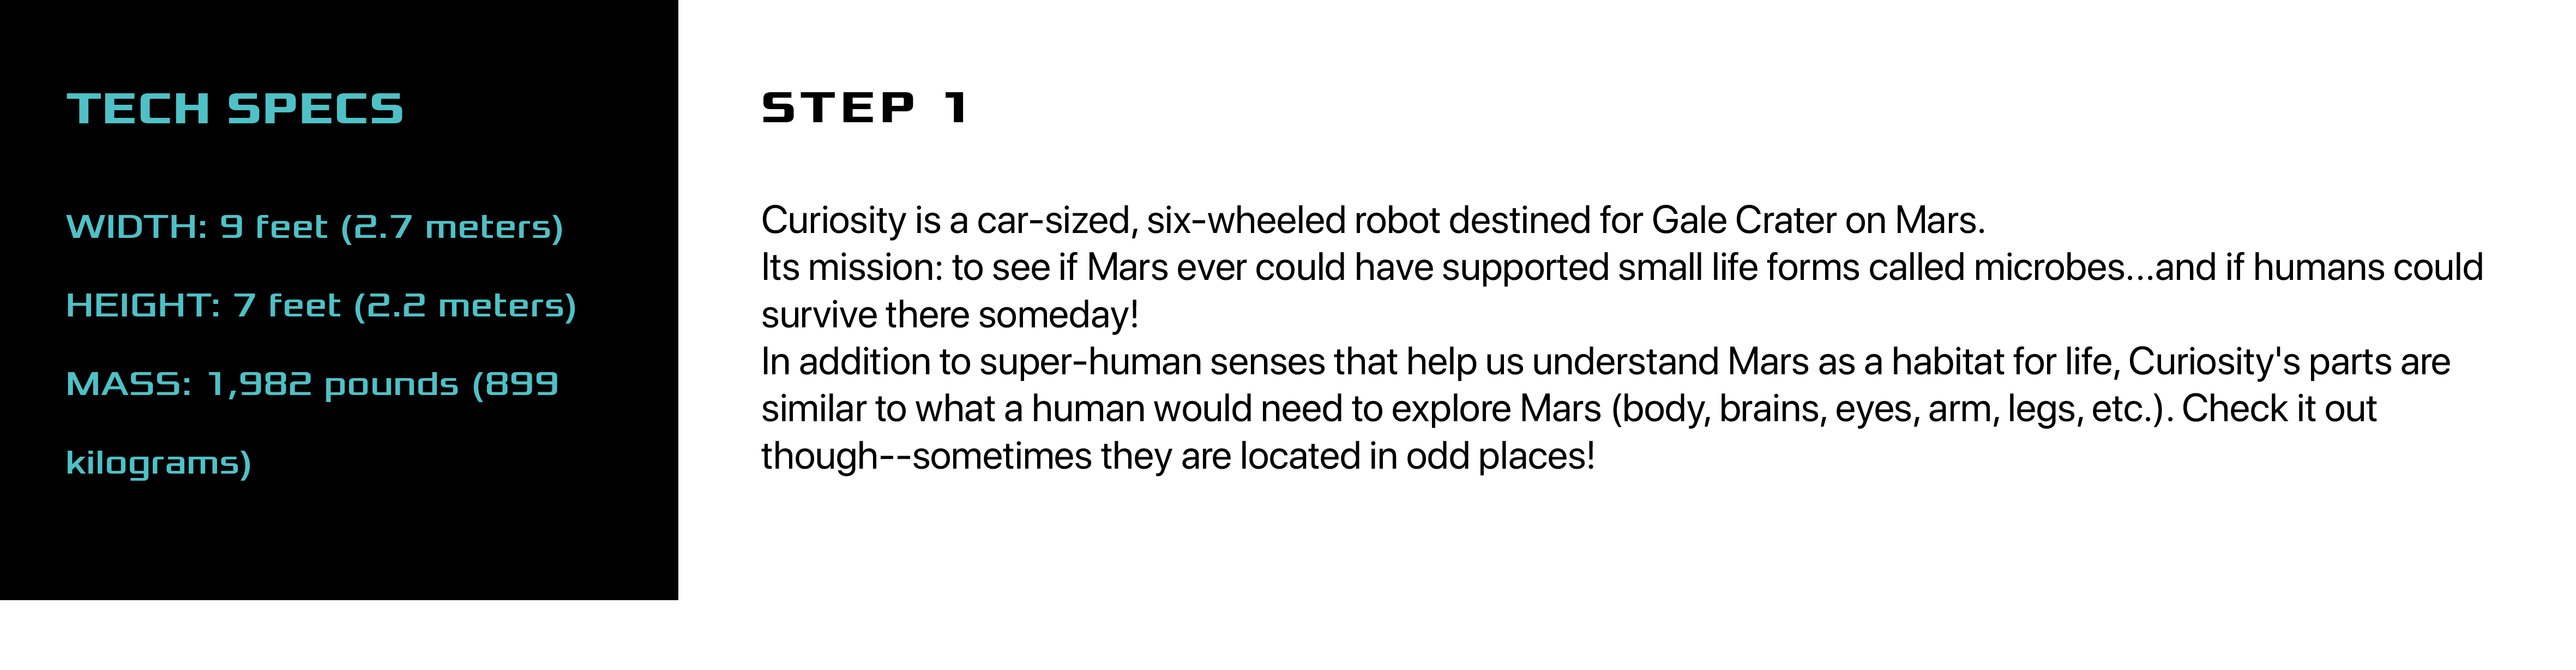 TECH SPECS
WIDTH: 9 feet (2.7 meters)
HEIGHT: 7 feet (2.2 meters)
MASS: 1,982 pounds (899
kilograms)
STEP 1
Curiosity is a car-sized, six-wheeled robot destined for Gale Crater on Mars.
Its mission: to see if Mars ever could have supported small life forms called microbes...and if humans could
survive there someday!
In addition to super-human senses that help us understand Mars as a habitat for life, Curiosity's parts are
similar to what a human would need to explore Mars (body, brains, eyes, arm, legs, etc.). Check it out
though--sometimes they are located in odd places!